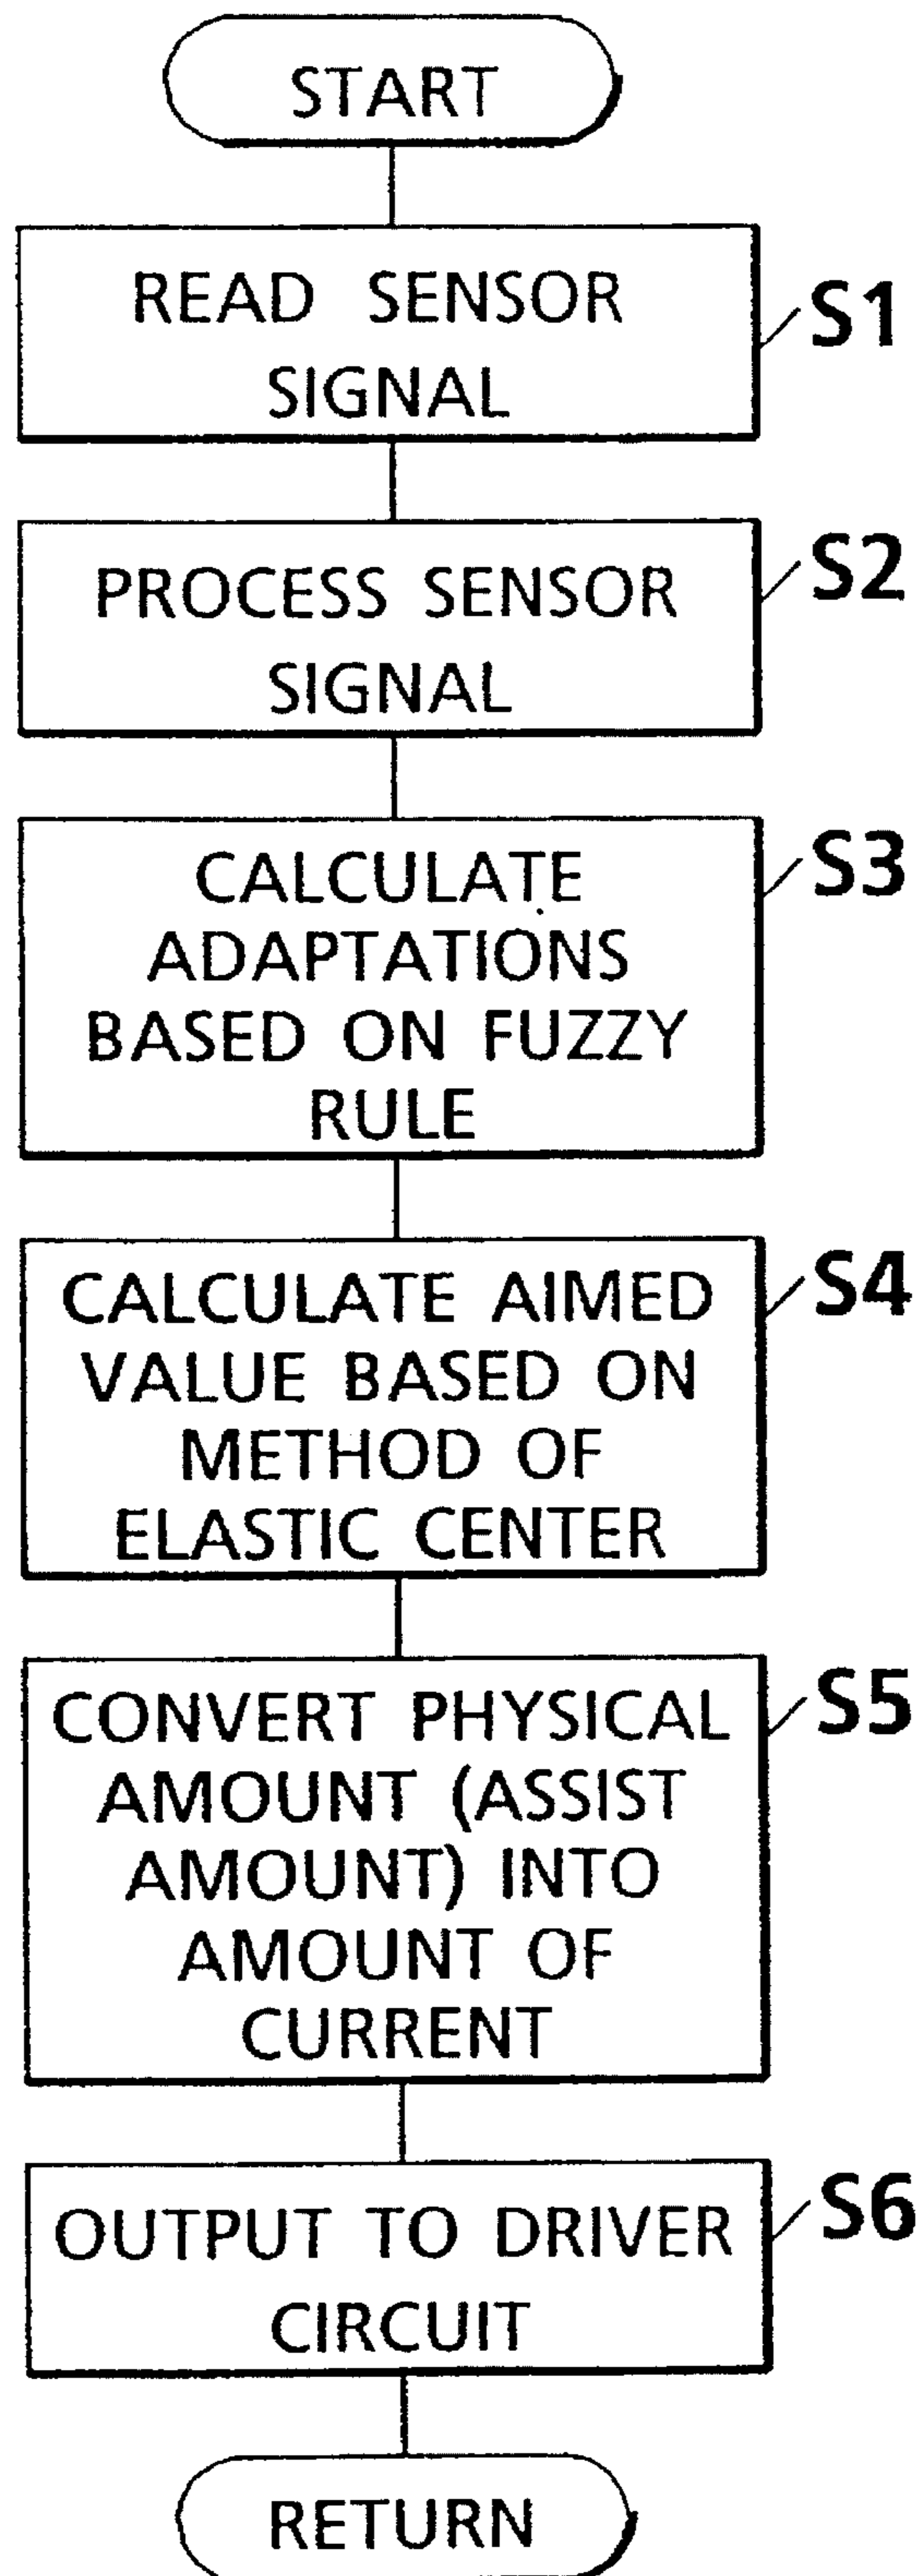 START
READ SENSOR
SIGNAL
S1
PROCESS SENSOR
SIGNAL
S2
CALCULATE
ADAPTATIONS
BASED ON FUZZY
RULE
S3
CALCULATE AIMED
VALUE BASED ON
METHOD OF
ELASTIC CENTER
S4
CONVERT PHYSICAL
AMOUNT (ASSIST
AMOUNT) INTO
AMOUNT OF
CURRENT
S5
OUTPUT TO DRIVER
CIRCUIT
S6
RETURN